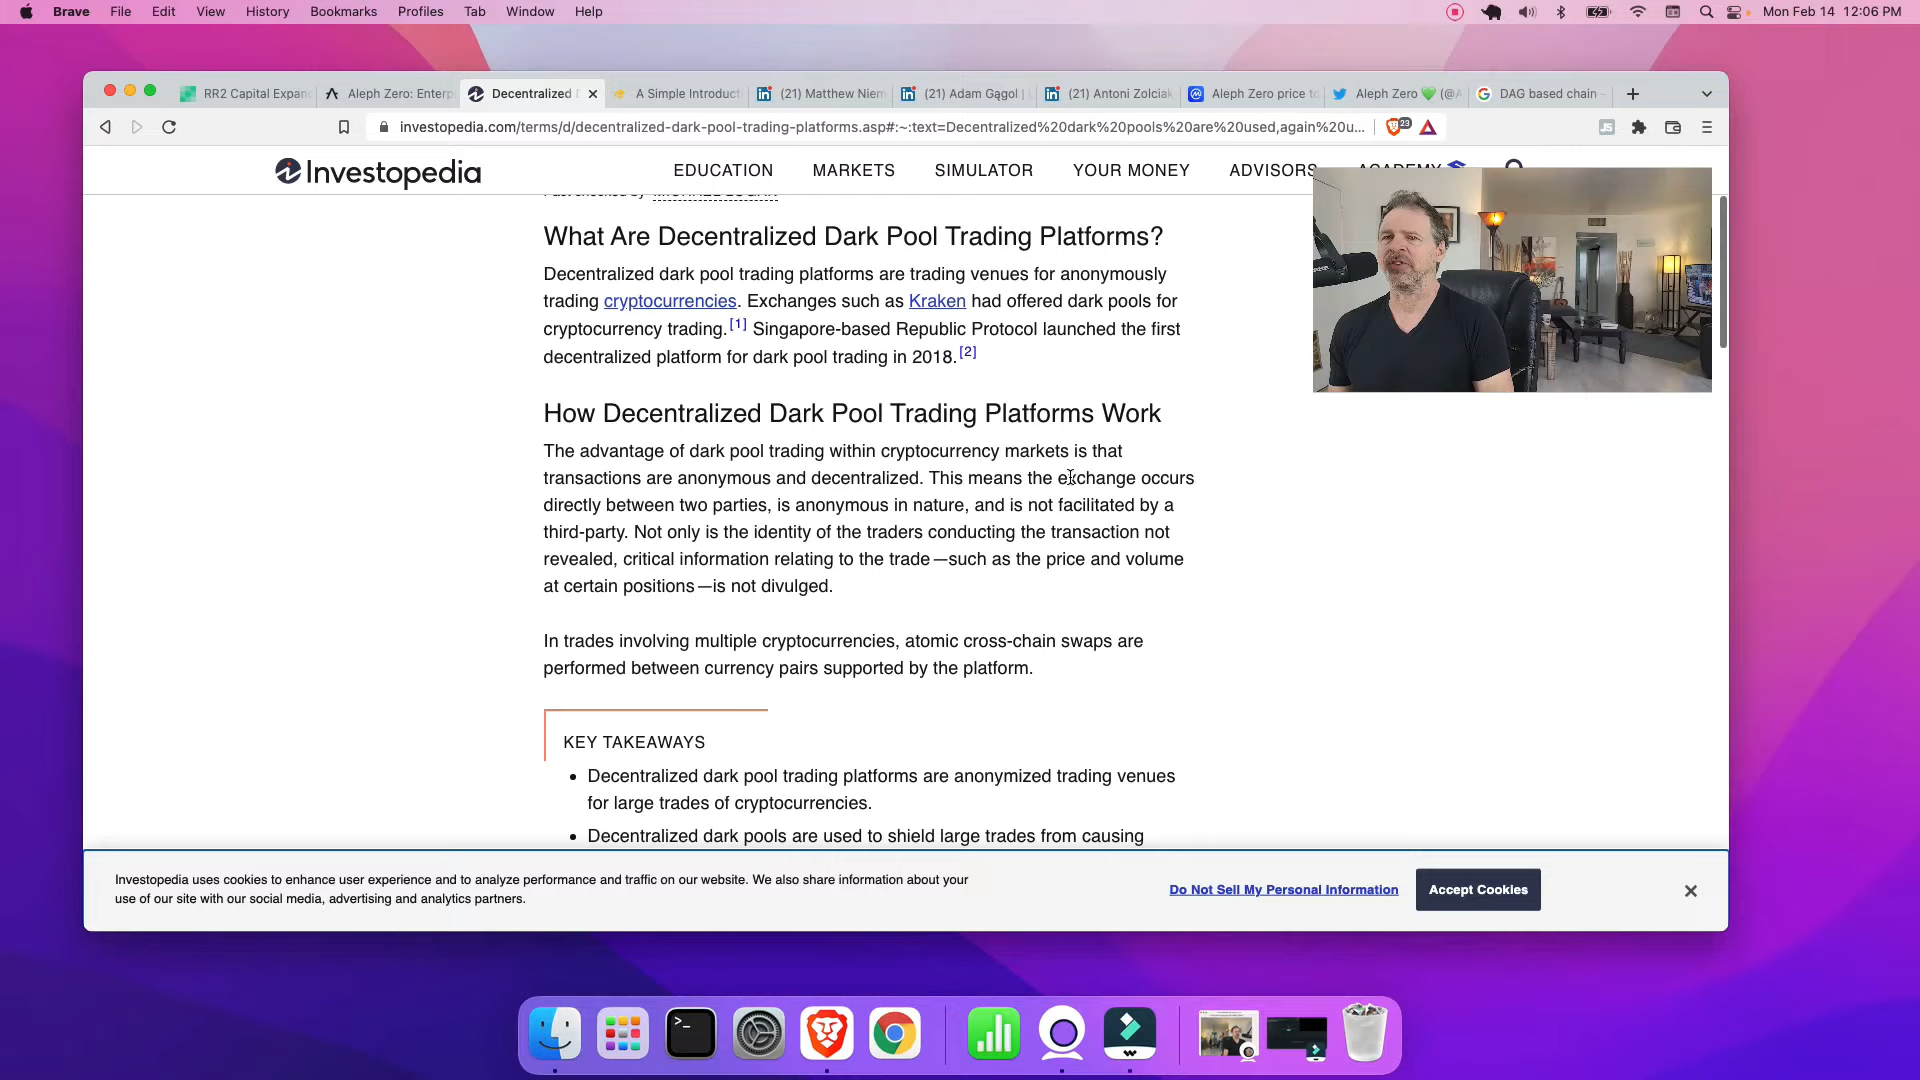 Brave File Edit View History Bookmarks Profiles Tab Window Help Mon Feb 14 12:06 PM
RR2 Capital Expan Aleph Zero: Enterp Decentralized A Simple Introduct (21) Matthew Niem (21) Adam Gągol | (21) Antoni Zolciak Aleph Zero price to Aleph Zero 💚 (@A DAG based chain -
investopedia.com/terms/d/decentralized-dark-pool-trading-platforms.asp#:~:text=Decentralized%20dark%20pools%20are%20used,again%20u... 23 JS
Investopedia EDUCATION MARKETS SIMULATOR YOUR MONEY ADVISORS ACADEMY
What Are Decentralized Dark Pool Trading Platforms?
Decentralized dark pool trading platforms are trading venues for anonymously
trading cryptocurrencies. Exchanges such as Kraken had offered dark pools for
cryptocurrency trading.[1] Singapore-based Republic Protocol launched the first
decentralized platform for dark pool trading in 2018.[2]
How Decentralized Dark Pool Trading Platforms Work
The advantage of dark pool trading within cryptocurrency markets is that
transactions are anonymous and decentralized. This means the exchange occurs
directly between two parties, is anonymous in nature, and is not facilitated by a
third-party. Not only is the identity of the traders conducting the transaction not
revealed, critical information relating to the trade—such as the price and volume
at certain positions—is not divulged.
In trades involving multiple cryptocurrencies, atomic cross-chain swaps are
performed between currency pairs supported by the platform.
KEY TAKEAWAYS
• Decentralized dark pool trading platforms are anonymized trading venues
for large trades of cryptocurrencies.
• Decentralized dark pools are used to shield large trades from causing
Investopedia uses cookies to enhance user experience and to analyze performance and traffic on our website. We also share information about your
use of our site with our social media, advertising and analytics partners.
Do Not Sell My Personal Information Accept Cookies